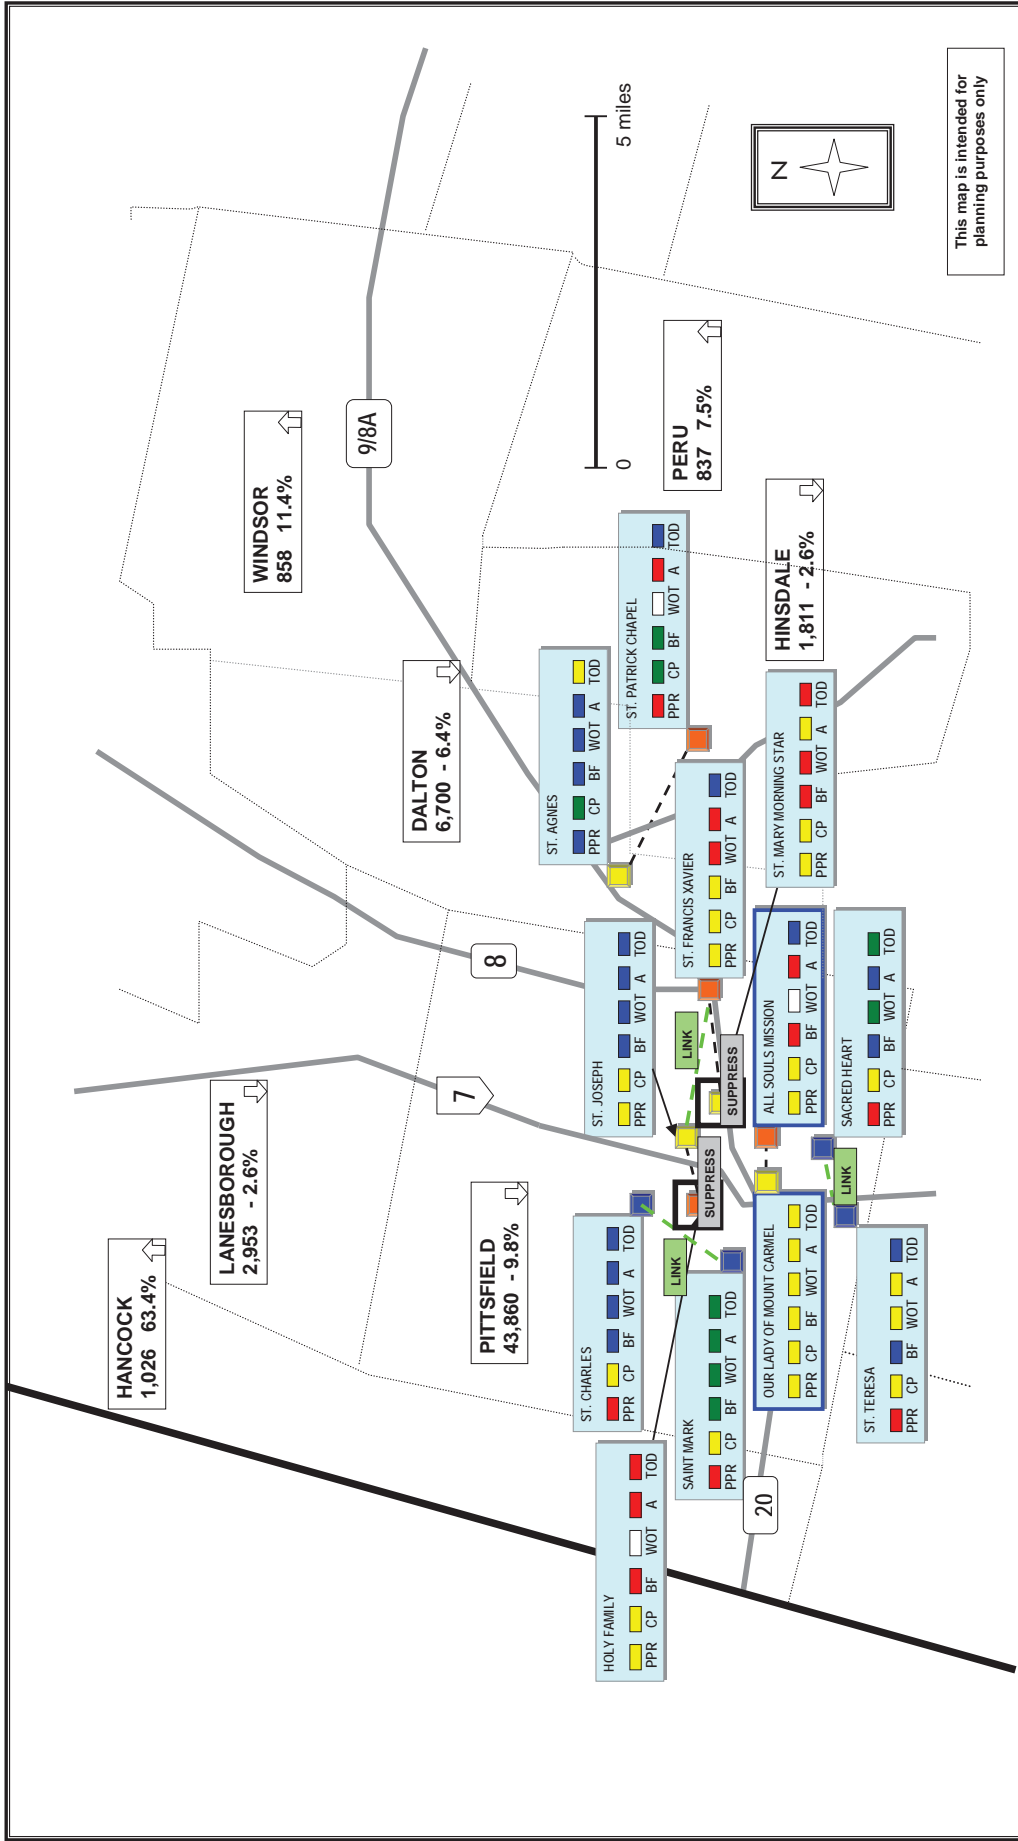 HANCOCK
1,026 63.4%
LANESBOROUGH
2,953 - 2.6%
WINDSOR
858 11.4%
DALTON
6,700 - 6.4%
PITTSFIELD
43,860 - 9.8%
PERU
837 7.5%
HINSDALE
1,811 - 2.6%
7
8
9/8A
20
HOLY FAMILY
PPR CP BF WOT A TOD
ST. CHARLES
PPR CP BF WOT A TOD
SAINT MARK
PPR CP BF WOT A TOD
OUR LADY OF MOUNT CARMEL
PPR CP BF WOT A TOD
ST. TERESA
PPR CP BF WOT A TOD
ST. JOSEPH
PPR CP BF WOT A TOD
ST. AGNES
PPR CP BF WOT A TOD
ST. PATRICK CHAPEL
PPR CP BF WOT A TOD
ST. FRANCIS XAVIER
PPR CP BF WOT A TOD
ST. MARY MORNING STAR
PPR CP BF WOT A TOD
ALL SOULS MISSION
PPR CP BF WOT A TOD
SACRED HEART
PPR CP BF WOT A TOD
LINK
LINK
LINK
SUPPRESS
SUPPRESS
0 5 miles
N
This map is intended for
planning purposes only